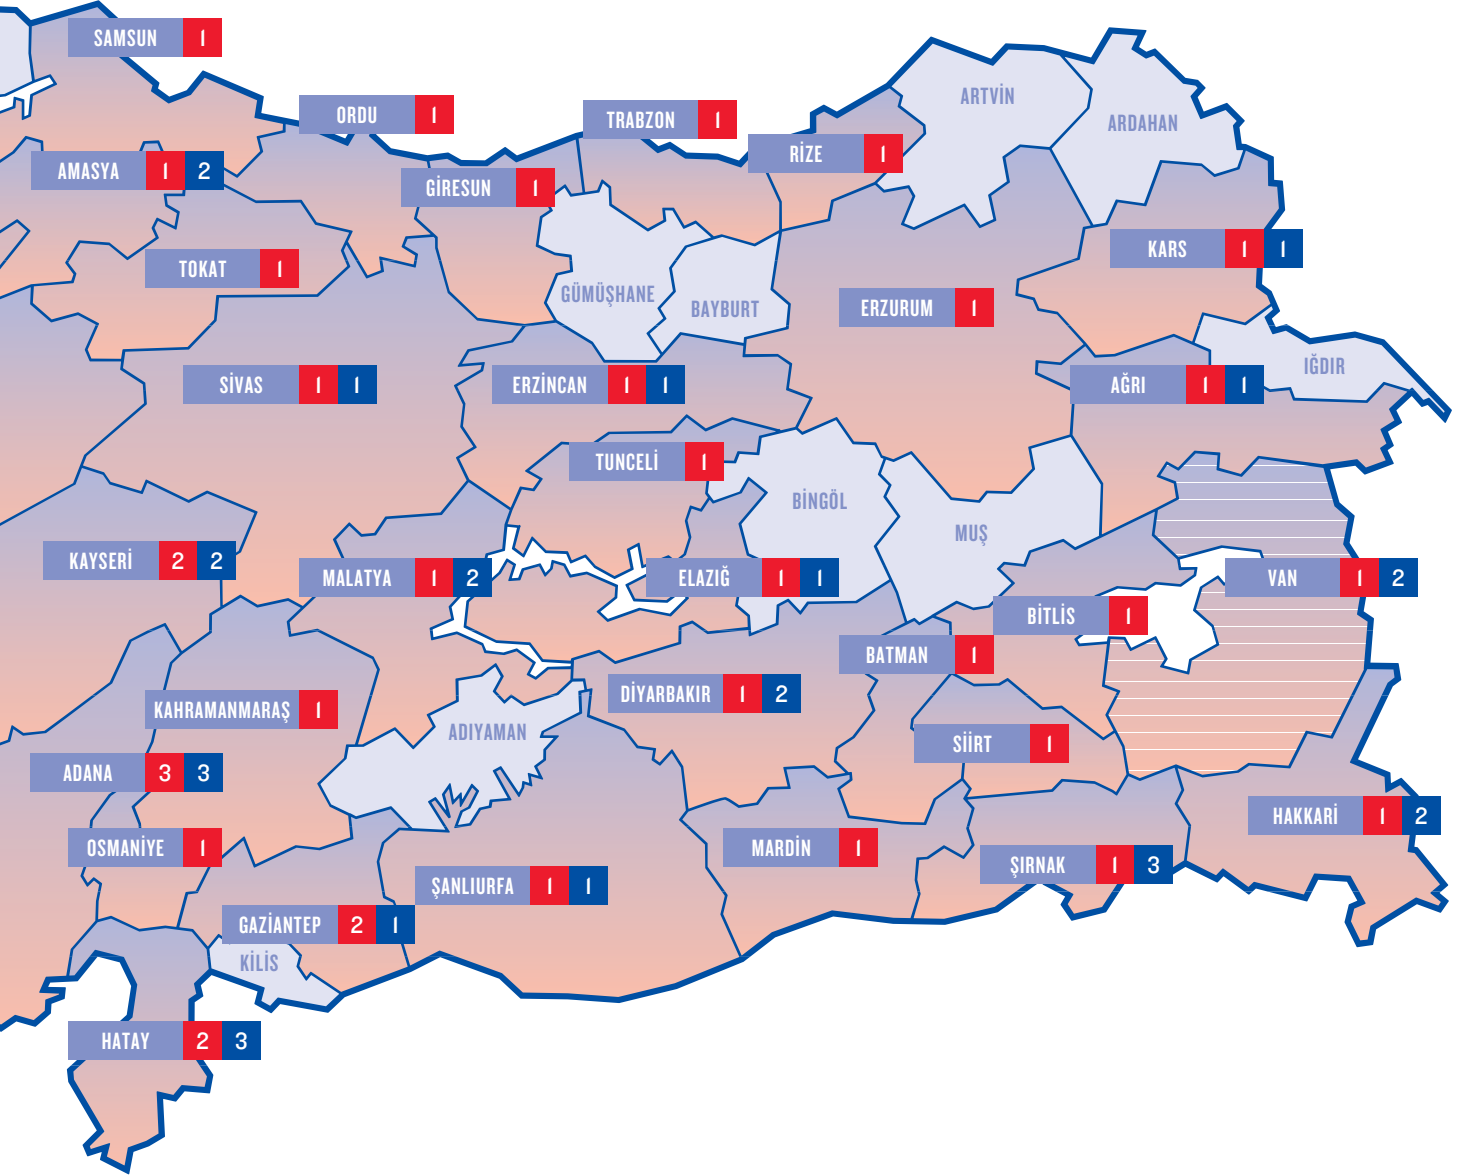 SAMSUN 1
ARTVİN
ORDU 1
TRABZON 1
ARDAHAN
RİZE 1
AMASYA 1 2
GİRESUN 1
KARS 1 1
TOKAT 1
GÜMÜŞHANE
BAYBURT
ERZURUM 1
IĞDIR
SİVAS 1 1
ERZİNCAN 1 1
AĞRI 1 1
TUNCELİ 1
BİNGÖL
MUŞ
KAYSERİ 2 2
MALATYA 1 2
ELAZIĞ 1 1
VAN 1 2
BİTLİS 1
BATMAN 1
DİYARBAKIR 1 2
KAHRAMANMARAŞ 1
ADIYAMAN
SİİRT 1
ADANA 3 3
HAKKARİ 1 2
OSMANİYE 1
MARDİN 1
ŞIRNAK 1 3
ŞANLIURFA 1 1
GAZİANTEP 2 1
KİLİS
HATAY 2 3